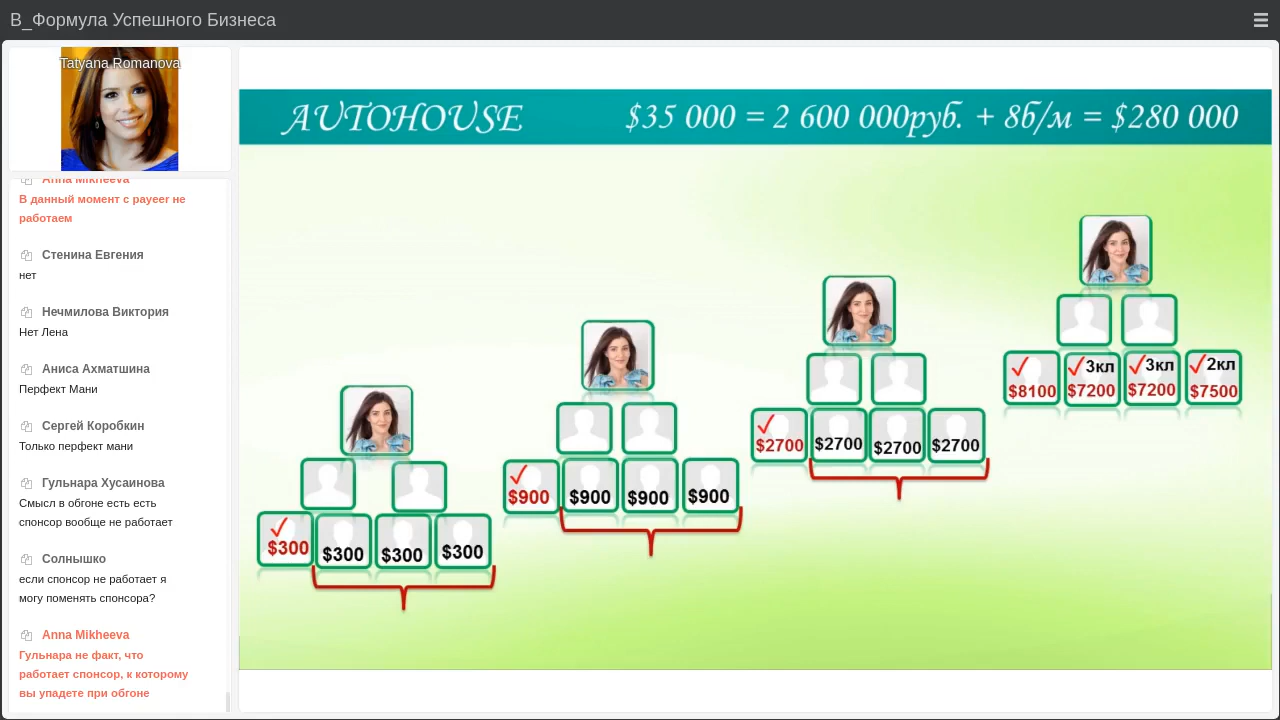 B_Формула Успешного Бизнеса
Tatyana Romanova
Anna Mikheeva
В данный момент с payeer не
работаем
Стенина Евгения
нет
Нечмилова Виктория
Нет Лена
Аниса Ахматшина
Перфект Мани
Сергей Коробкин
Только перфект мани
Гульнара Хусаинова
Смысл в обгоне есть есть
спонсор вообще не работает
Солнышко
если спонсор не работает я
могу поменять спонсора?
Anna Mikheeva
Гульнара не факт, что
работает спонсор, к которому
вы упадете при обгоне
AUTOHOUSE
$35 000 = 2 600 000руб. + 8б/м = $280 000
$300 $300 $300 $300
$900 $900 $900 $900
$2700 $2700 $2700 $2700
3кл 3кл 2кл
$8100 $7200 $7200 $7500